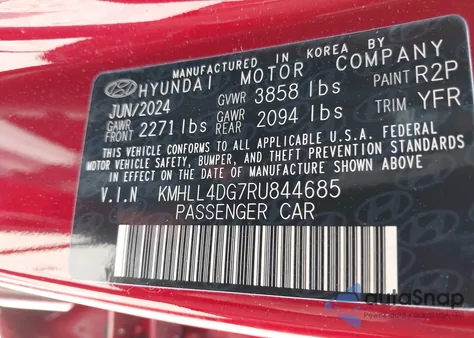 MANUFACTURED IN KOREA BY
HYUNDAI MOTOR COMPANY
JUN/2024 GVWR 3858 lbs PAINT R2P
GAWR FRONT 2271 lbs GAWR REAR 2094 lbs TRIM YFR
THIS VEHICLE CONFORMS TO ALL APPLICABLE U.S.A. FEDERAL
MOTOR VEHICLE SAFETY, BUMPER, AND THEFT PREVENTION STANDARDS
IN EFFECT ON THE DATE OF MANUFACTURE SHOWN ABOVE
V.I.N KMHLL4DG7RU844685
PASSENGER CAR
autoSnap